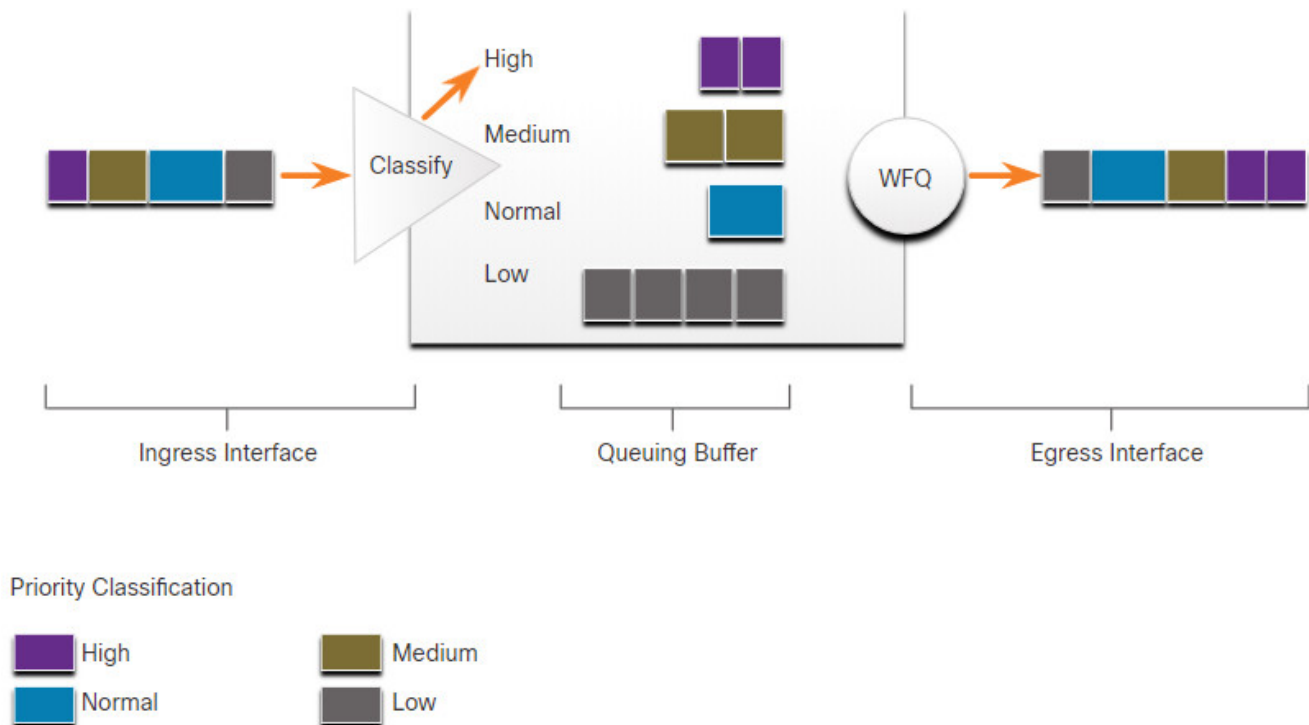 High
Medium
Classify
WFQ
Normal
Low
Ingress Interface
Queuing Buffer
Egress Interface
Priority Classification
High
Medium
Normal
Low